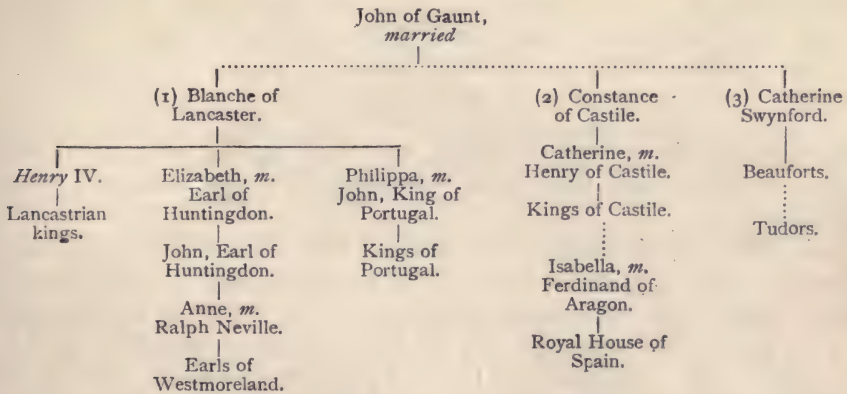 John of Gaunt,
married
(1) Blanche of
Lancaster.
(2) Constance
of Castile.
(3) Catherine
Swynford.
Henry IV.
Lancastrian
kings.
Elizabeth, m.
Earl of
Huntingdon.
John, Earl of
Huntingdon.
Anne, m.
Ralph Neville.
Earls of
Westmoreland.
Philippa, m.
John, King of
Portugal.
Kings of
Portugal.
Catherine, m.
Henry of Castile.
Kings of Castile.
Isabella, m.
Ferdinand of
Aragon.
Royal House of
Spain.
Beauforts.
Tudors.